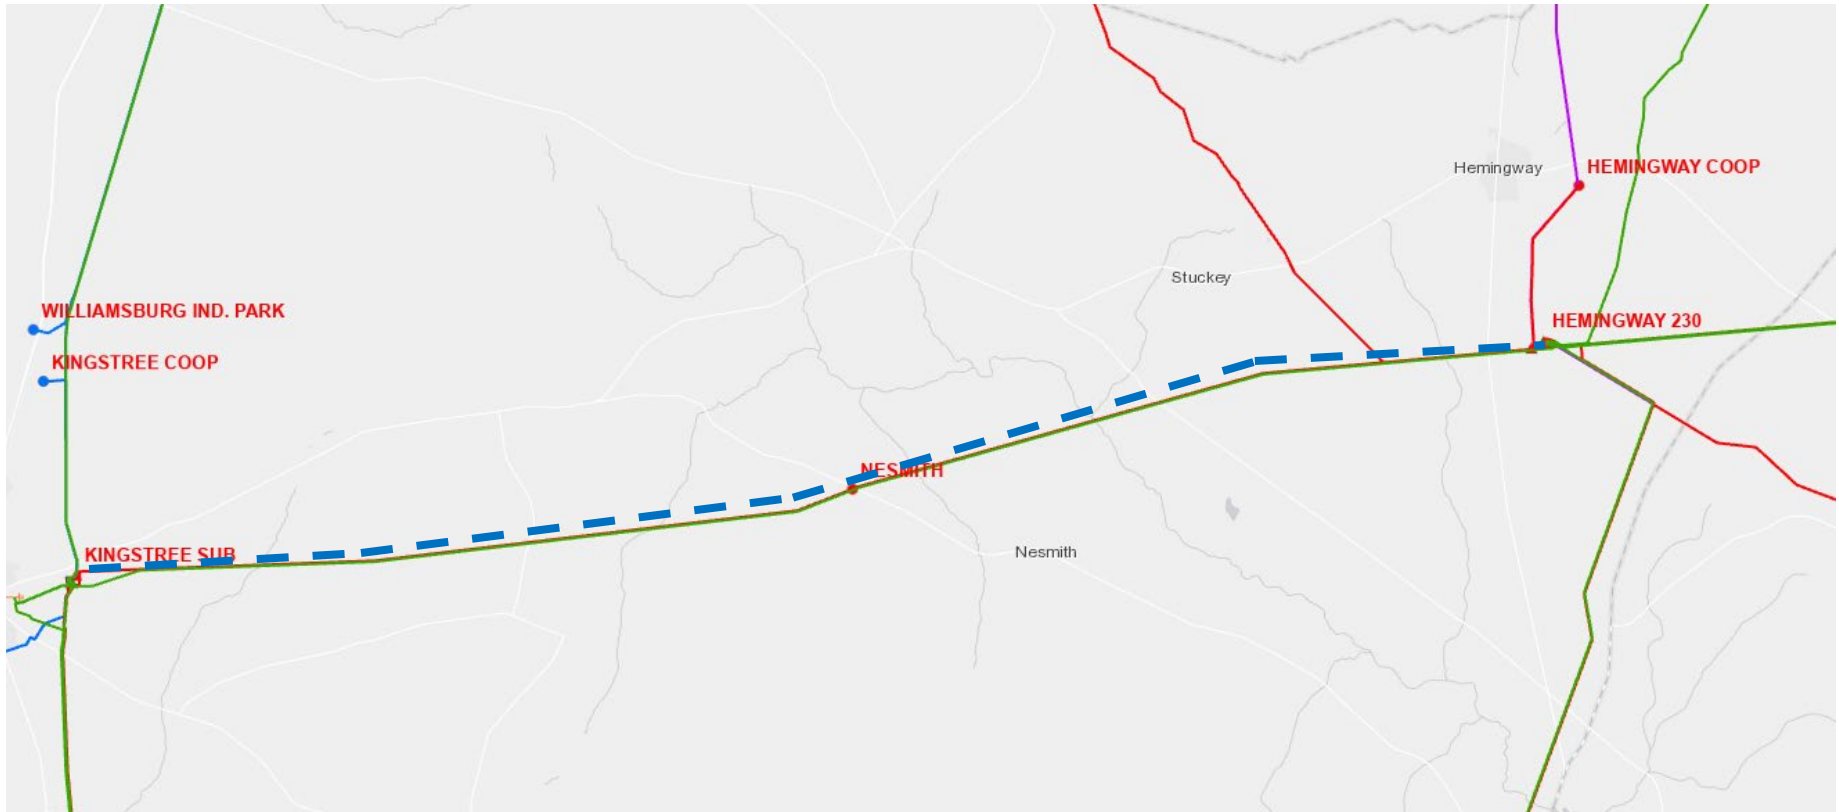 Hemingway
HEMINGWAY COOP
Stuckey
WILLIAMSBURG IND. PARK
HEMINGWAY 230
KINGSTREE COOP
NESMITH
KINGSTREE SUB
Nesmith